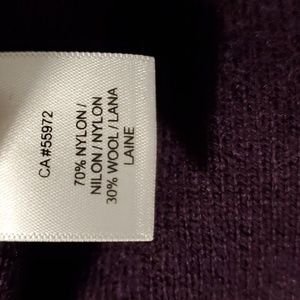 CA#55972
70% NYLON /
NILON / NYLON
30% WOOL / LANA
LAINE